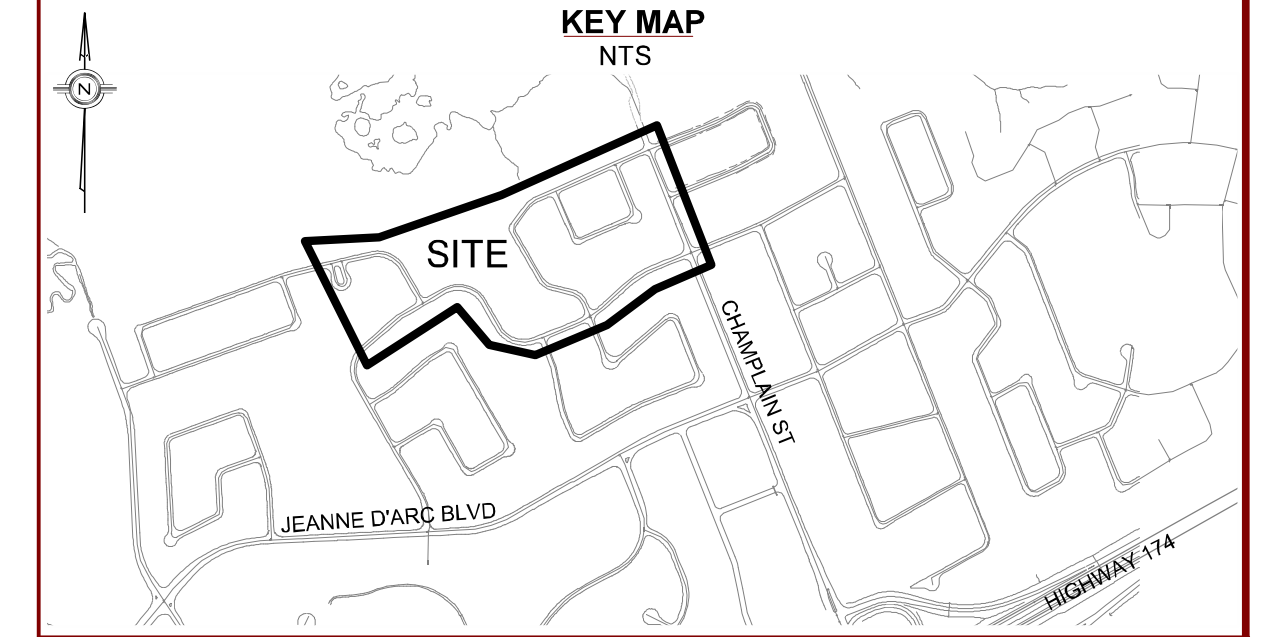 KEY MAP
NTS
N
SITE
CHAMPLAIN ST
JEANNE D'ARC BLVD
HIGHWAY 174